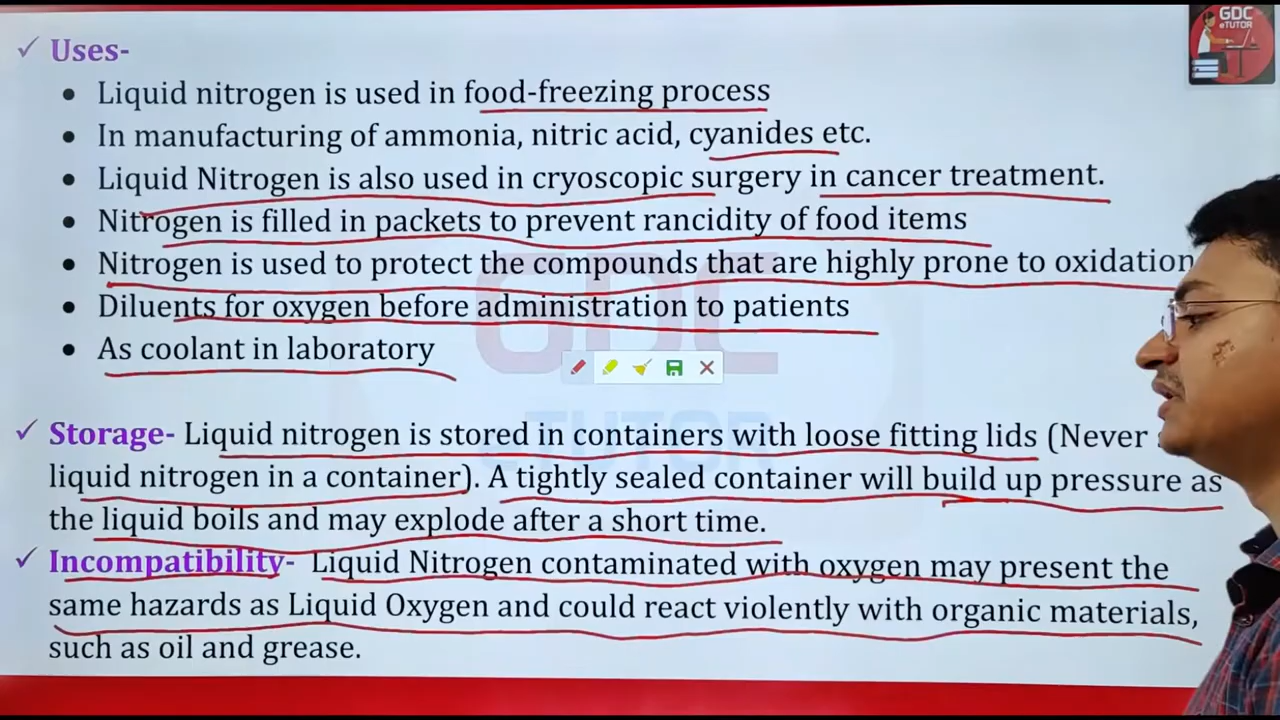 GDC
eTUTOR
✓ Uses-
• Liquid nitrogen is used in food-freezing process
• In manufacturing of ammonia, nitric acid, cyanides etc.
• Liquid Nitrogen is also used in cryoscopic surgery in cancer treatment.
• Nitrogen is filled in packets to prevent rancidity of food items
• Nitrogen is used to protect the compounds that are highly prone to oxidation
• Diluents for oxygen before administration to patients
• As coolant in laboratory
GDC
eTUTOR
✓ Storage- Liquid nitrogen is stored in containers with loose fitting lids (Never
liquid nitrogen in a container). A tightly sealed container will build up pressure as
the liquid boils and may explode after a short time.
✓ Incompatibility- Liquid Nitrogen contaminated with oxygen may present the
same hazards as Liquid Oxygen and could react violently with organic materials,
such as oil and grease.